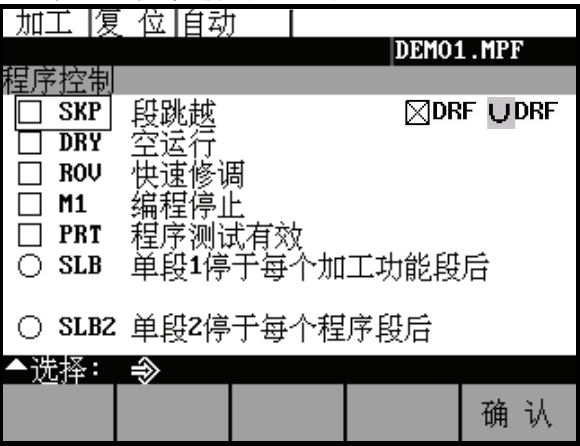 加工 复 位 自动
DEMO1.MPF
程序控制
SKP 段跳越 DRF DRF
DRY 空运行
ROV 快速修调
M1 编程停止
PRT 程序测试有效
SLB 单段1停于每个加工功能段后
SLB2 单段2停于每个程序段后
选择:
确 认